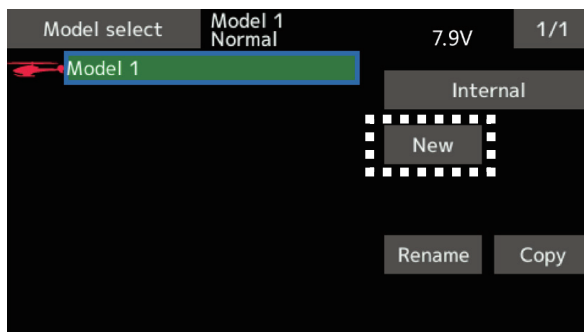 Model select
Model 1
Normal
7.9V
1/1
Model 1
Internal
New
Rename
Copy